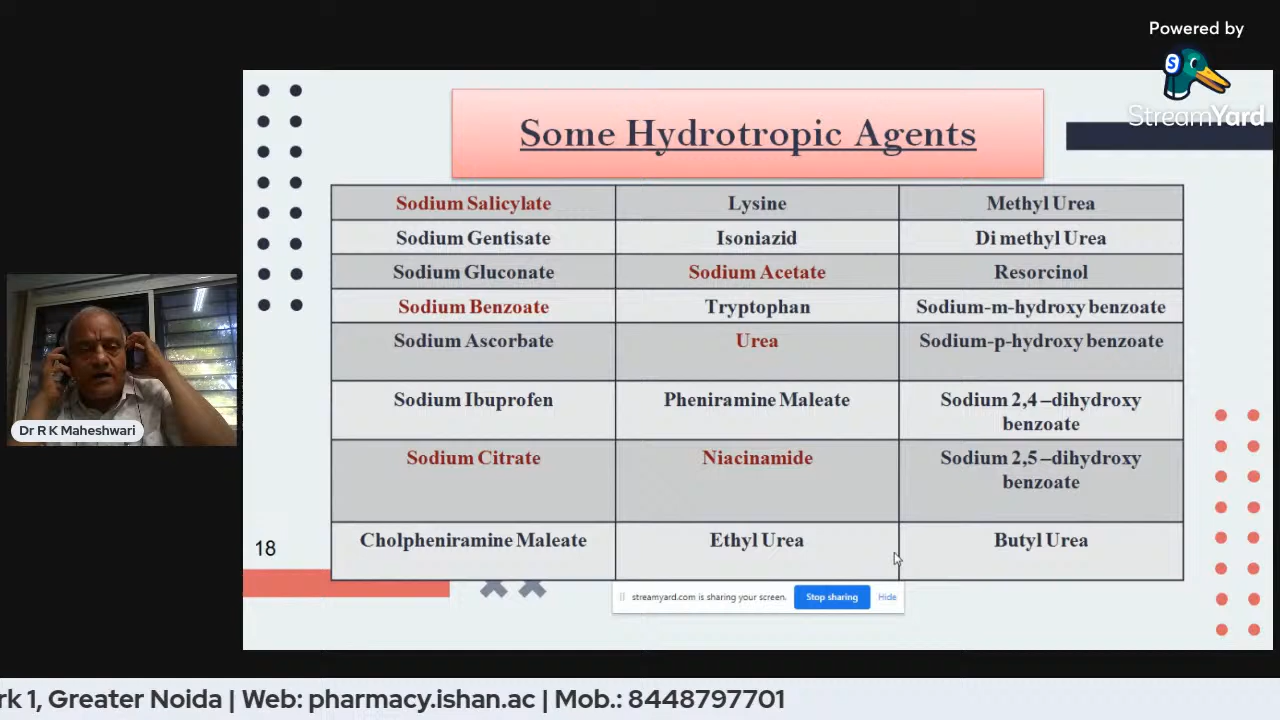 Powered by
StreamYard
Some Hydrotropic Agents
Sodium Salicylate Lysine Methyl Urea
Sodium Gentisate Isoniazid Di methyl Urea
Sodium Gluconate Sodium Acetate Resorcinol
Sodium Benzoate Tryptophan Sodium-m-hydroxy benzoate
Sodium Ascorbate Urea Sodium-p-hydroxy benzoate
Sodium Ibuprofen Pheniramine Maleate Sodium 2,4 –dihydroxy
benzoate
Sodium Citrate Niacinamide Sodium 2,5 –dihydroxy
benzoate
Cholpheniramine Maleate Ethyl Urea Butyl Urea
Dr R K Maheshwari
18
streamyard.com is sharing your screen. Stop sharing Hide
rk 1, Greater Noida | Web: pharmacy.ishan.ac | Mob.: 8448797701